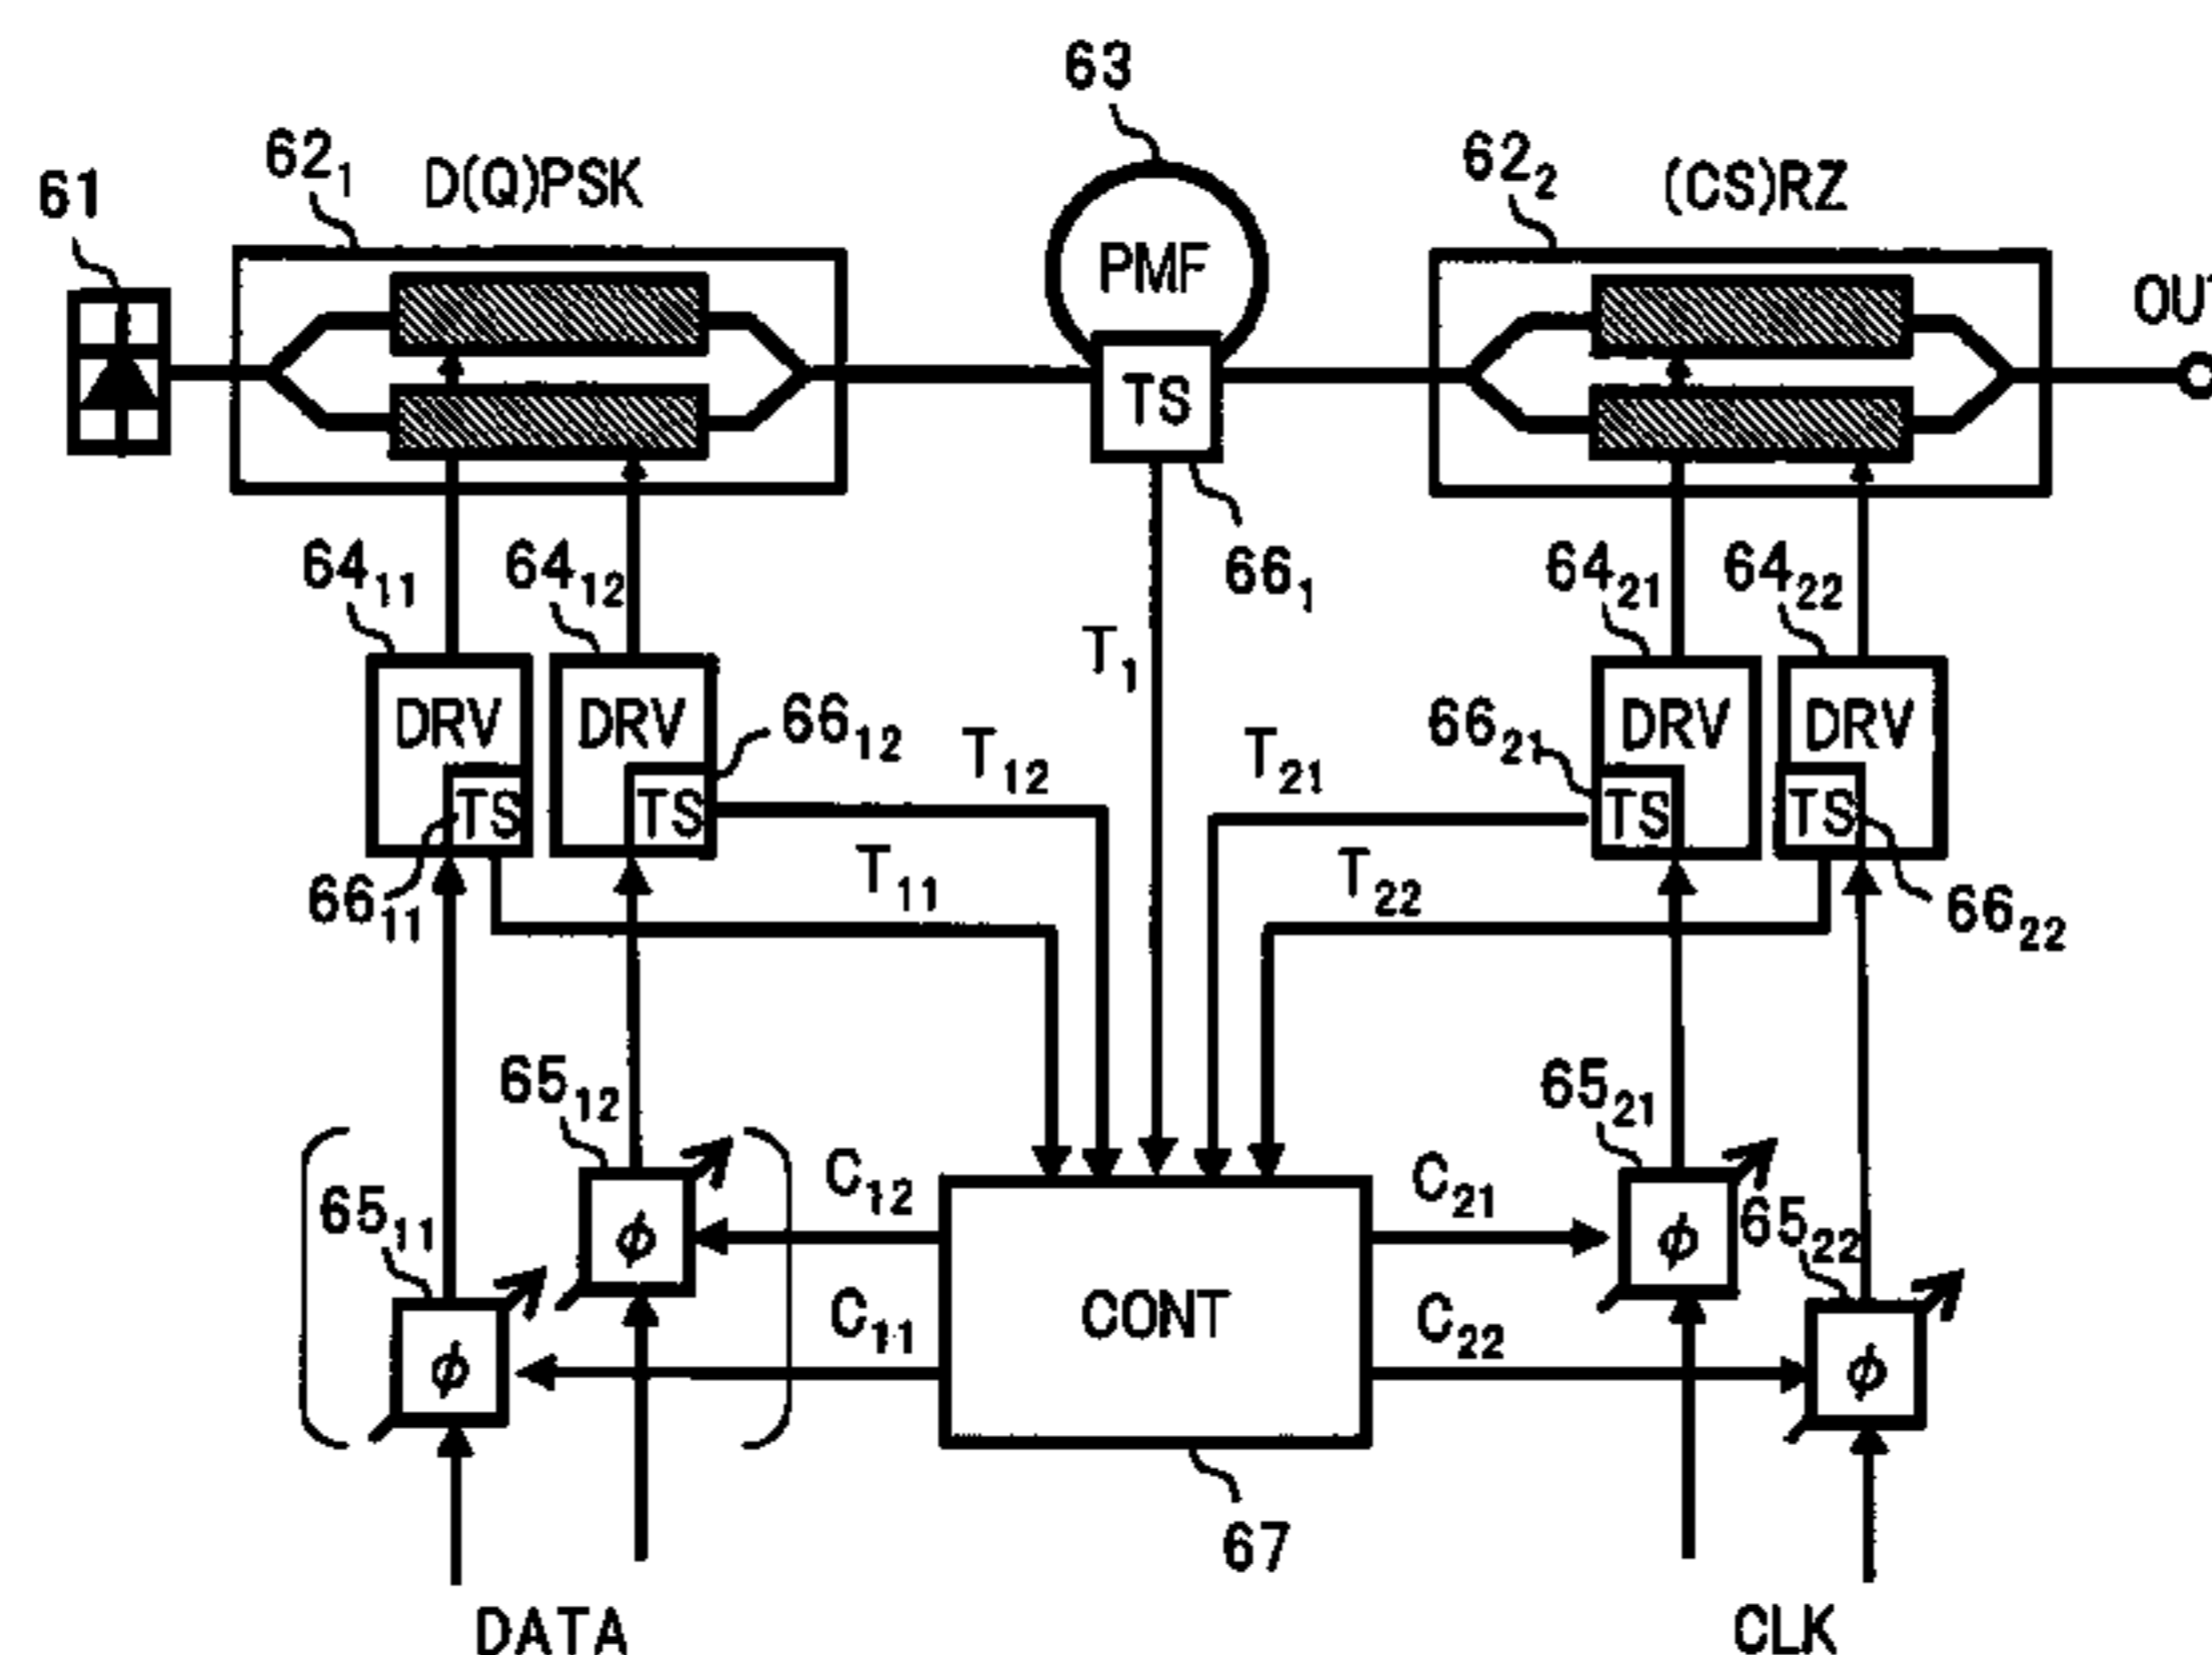 63
61
62₁ D(Q)PSK
62₂ (CS)RZ
PMF
TS
66₁
64₁₁ 64₁₂
64₂₁ 64₂₂
T₁
DRV
DRV
DRV
DRV
66₁₂
66₂₁
T₁₂ T₂₁
TS
TS
TS
TS
T₁₁ T₂₂
66₁₁
66₂₂
65₁₂
65₂₁
65₁₁
C₁₂ C₂₁
65₂₂
ϕ
ϕ
C₁₁ CONT C₂₂
ϕ
ϕ
67
DATA
CLK